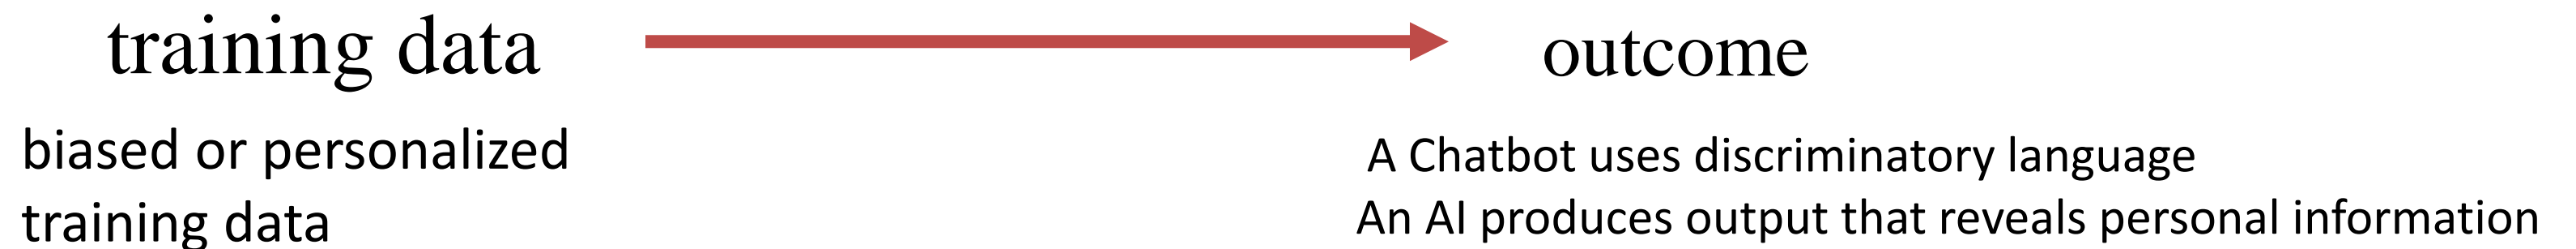 training data
outcome
biased or personalized
training data
A Chatbot uses discriminatory language
An AI produces output that reveals personal information